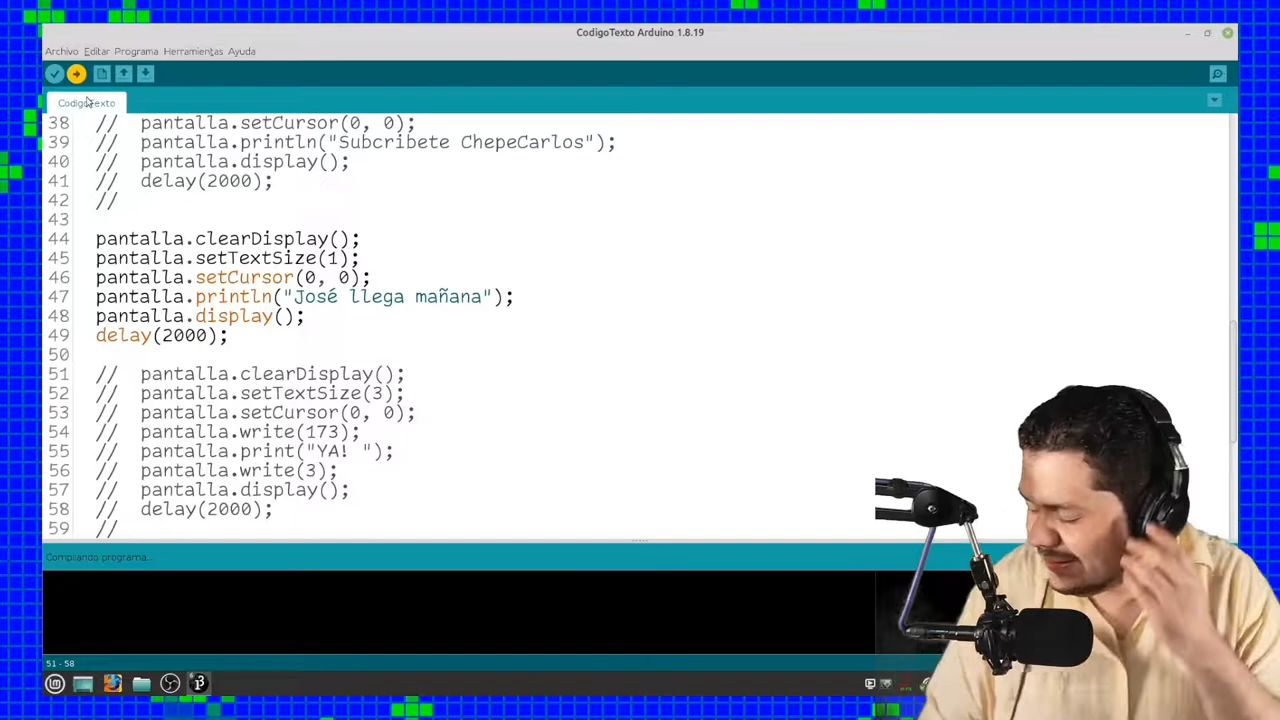 CodigoTexto Arduino 1.8.19
Archivo Editar Programa Herramientas Ayuda
CodigoTexto
38 // pantalla.setCursor(0, 0);
39 // pantalla.println("Subcribete ChepeCarlos");
40 // pantalla.display();
41 // delay(2000);
42 //
43
44 pantalla.clearDisplay();
45 pantalla.setTextSize(1);
46 pantalla.setCursor(0, 0);
47 pantalla.println("José llega mañana");
48 pantalla.display();
49 delay(2000);
50
51 // pantalla.clearDisplay();
52 // pantalla.setTextSize(3);
53 // pantalla.setCursor(0, 0);
54 // pantalla.write(173);
55 // pantalla.print("YA! ");
56 // pantalla.write(3);
57 // pantalla.display();
58 // delay(2000);
59 //
Compilando programa...
51 - 58